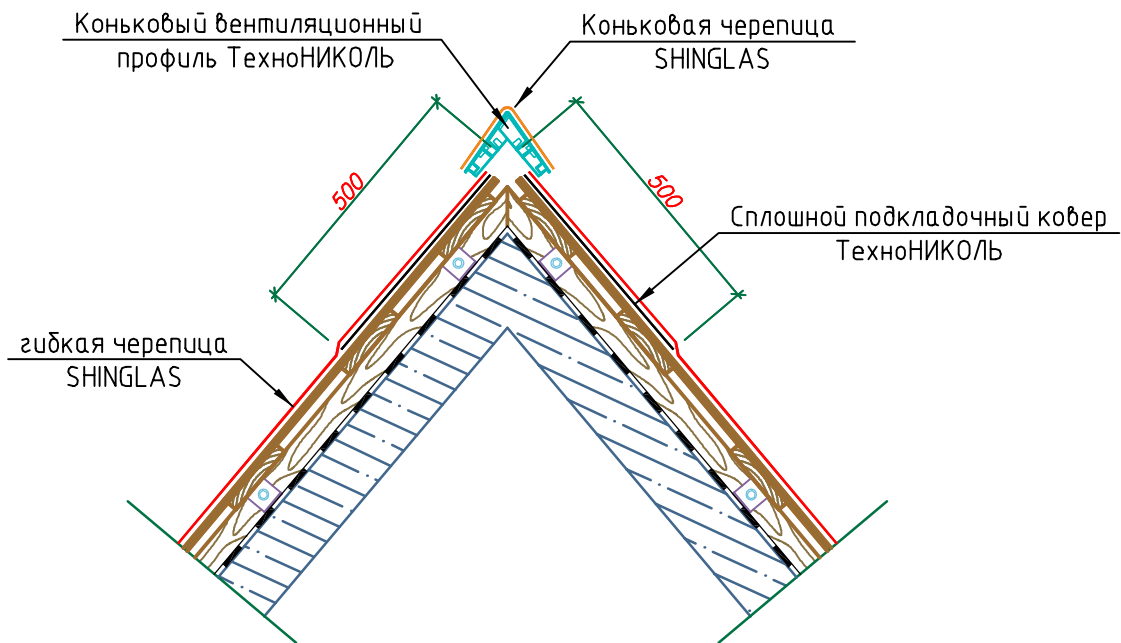 Коньковый вентиляционный
профиль ТехноНИКОЛЬ
Коньковая черепица
SHINGLAS
500
500
Сплошной подкладочный ковер
ТехноНИКОЛЬ
гибкая черепица
SHINGLAS